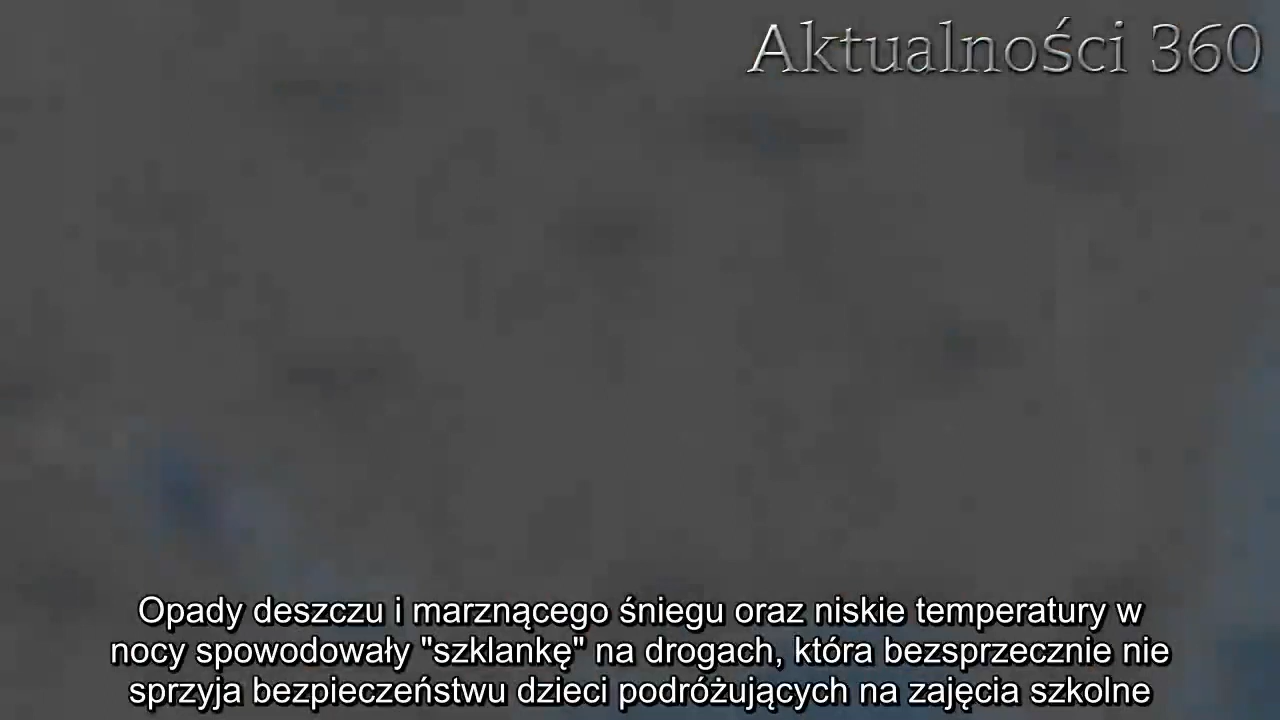 Aktualności 360
Opady deszczu i marznącego śniegu oraz niskie temperatury w
nocy spowodowały "szklankę" na drogach, która bezsprzecznie nie
sprzyja bezpieczeństwu dzieci podróżujących na zajęcia szkolne